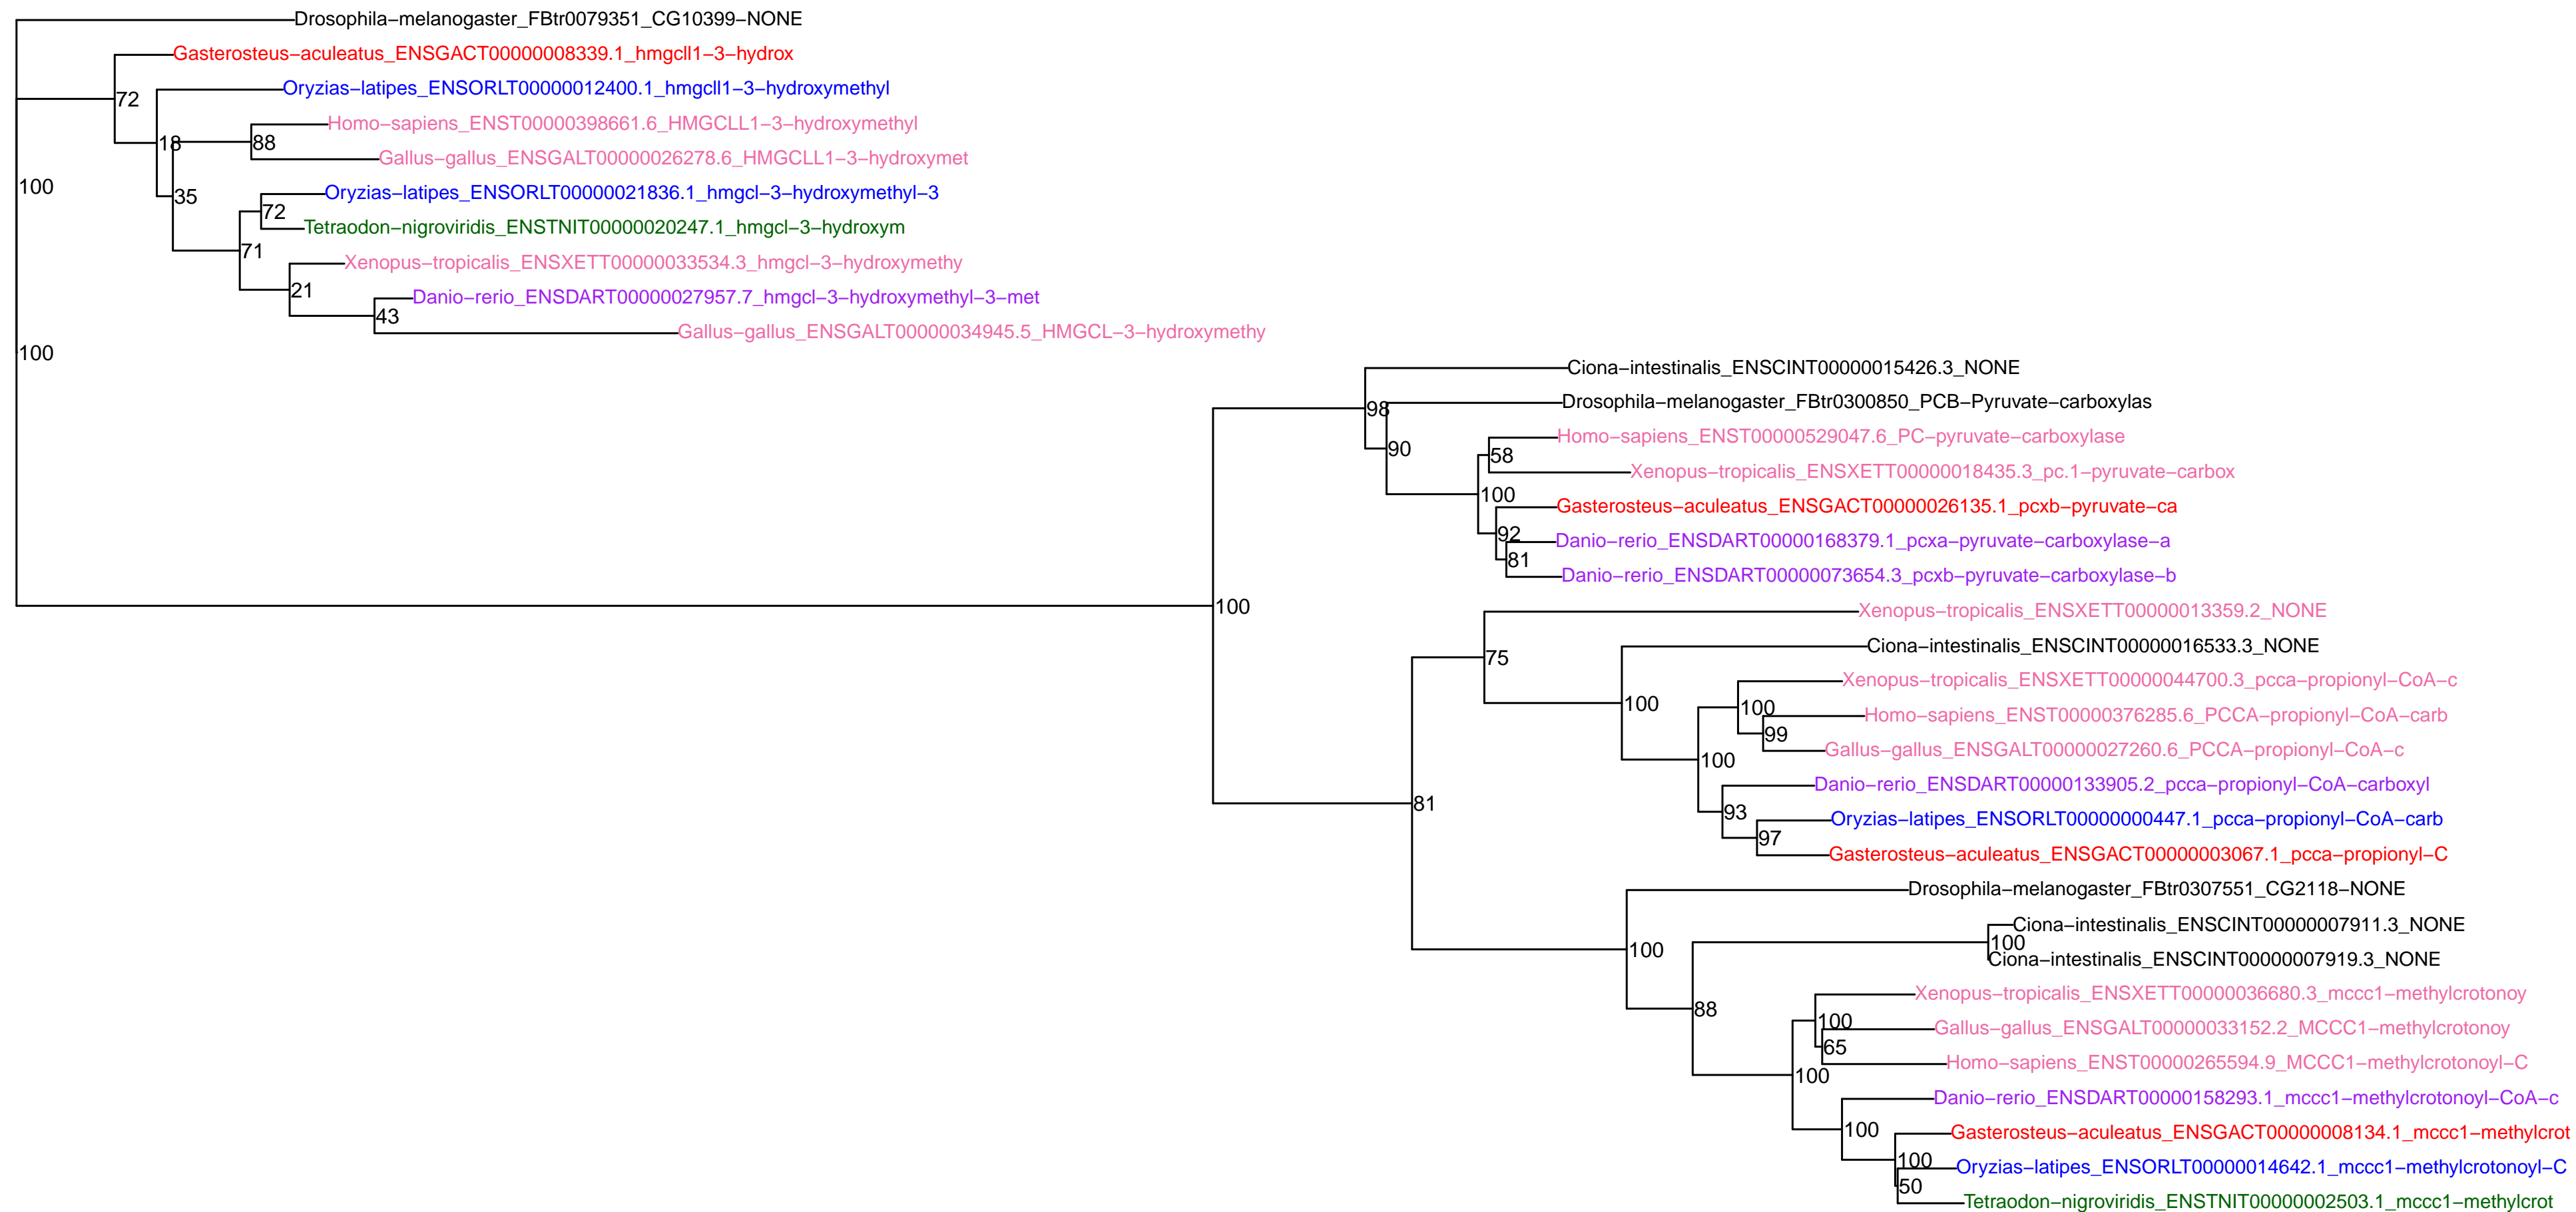 Drosophila−melanogaster_FBtr0079351_CG10399−NONE
Gasterosteus−aculeatus_ENSGACT00000008339.1_hmgcll1−3−hydrox
Oryzias−latipes_ENSORLT00000012400.1_hmgcll1−3−hydroxymethyl
72
Homo−sapiens_ENST00000398661.6_HMGCLL1−3−hydroxymethyl
18
88
Gallus−gallus_ENSGALT00000026278.6_HMGCLL1−3−hydroxymet
100
Oryzias−latipes_ENSORLT00000021836.1_hmgcl−3−hydroxymethyl−3
35
72
Tetraodon−nigroviridis_ENSTNIT00000020247.1_hmgcl−3−hydroxym
71
Xenopus−tropicalis_ENSXETT00000033534.3_hmgcl−3−hydroxymethy
21
Danio−rerio_ENSDART00000027957.7_hmgcl−3−hydroxymethyl−3−met
43
Gallus−gallus_ENSGALT00000034945.5_HMGCL−3−hydroxymethy
100
Ciona−intestinalis_ENSCINT00000015426.3_NONE
98
Drosophila−melanogaster_FBtr0300850_PCB−Pyruvate−carboxylas
Homo−sapiens_ENST00000529047.6_PC−pyruvate−carboxylase
90
58
Xenopus−tropicalis_ENSXETT00000018435.3_pc.1−pyruvate−carbox
100
Gasterosteus−aculeatus_ENSGACT00000026135.1_pcxb−pyruvate−ca
92
Danio−rerio_ENSDART00000168379.1_pcxa−pyruvate−carboxylase−a
81
Danio−rerio_ENSDART00000073654.3_pcxb−pyruvate−carboxylase−b
100
Xenopus−tropicalis_ENSXETT00000013359.2_NONE
Ciona−intestinalis_ENSCINT00000016533.3_NONE
75
Xenopus−tropicalis_ENSXETT00000044700.3_pcca−propionyl−CoA−c
100
100
Homo−sapiens_ENST00000376285.6_PCCA−propionyl−CoA−carb
99
Gallus−gallus_ENSGALT00000027260.6_PCCA−propionyl−CoA−c
100
Danio−rerio_ENSDART00000133905.2_pcca−propionyl−CoA−carboxyl
81
93
Oryzias−latipes_ENSORLT00000000447.1_pcca−propionyl−CoA−carb
97
Gasterosteus−aculeatus_ENSGACT00000003067.1_pcca−propionyl−C
Drosophila−melanogaster_FBtr0307551_CG2118−NONE
Ciona−intestinalis_ENSCINT00000007911.3_NONE
100
100
Ciona−intestinalis_ENSCINT00000007919.3_NONE
Xenopus−tropicalis_ENSXETT00000036680.3_mccc1−methylcrotonoy
88
100
Gallus−gallus_ENSGALT00000033152.2_MCCC1−methylcrotonoy
65
Homo−sapiens_ENST00000265594.9_MCCC1−methylcrotonoyl−C
100
Danio−rerio_ENSDART00000158293.1_mccc1−methylcrotonoyl−CoA−c
100
Gasterosteus−aculeatus_ENSGACT00000008134.1_mccc1−methylcrot
100
Oryzias−latipes_ENSORLT00000014642.1_mccc1−methylcrotonoyl−C
50
Tetraodon−nigroviridis_ENSTNIT00000002503.1_mccc1−methylcrot